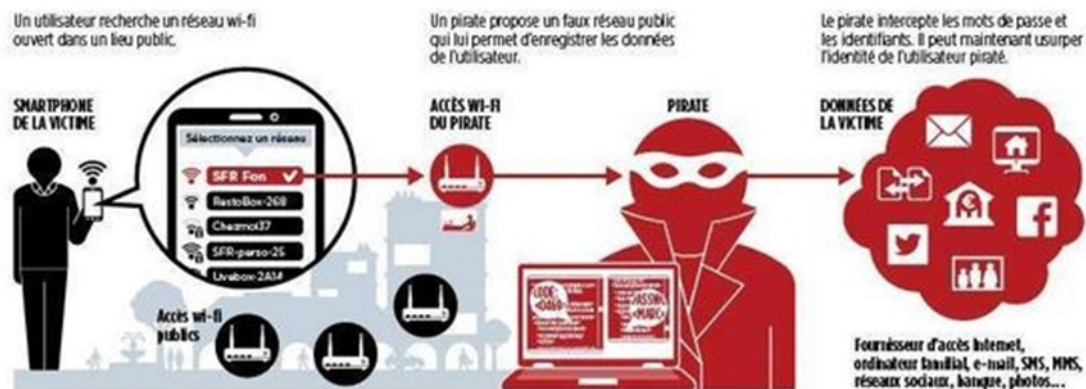 Un utilisateur recherche un réseau wi-fi
ouvert dans un lieu public.
Un pirate propose un faux réseau public
qui lui permet d'enregistrer les données
de l'utilisateur.
Le pirate intercepte les mots de passe et
les identifiants. Il peut maintenant usurper
l'identité de l'utilisateur piraté.
SMARTPHONE
DE LA VICTIME
Sélectionnez un réseau
SFR Fon
RestoBox-268
Chezmoi37
SFR-perso-25
Livebox-2A14
Accès wi-fi
publics
ACCÈS WI-FI
DU PIRATE
PIRATE
CODE:
DONNÉES DE
LA VICTIME
Fournisseur d'accès Internet,
ordinateur familial, e-mail, SMS, MMS,
réseaux sociaux, banque, photos...